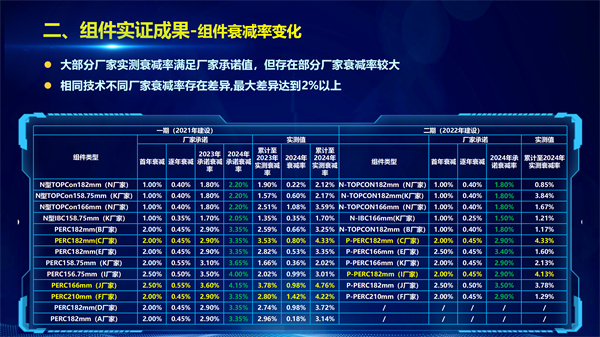 二、组件实证成果-组件衰减率变化
大部分厂家实测衰减率满足厂家承诺值，但存在部分厂家衰减率较大
相同技术不同厂家衰减率存在差异,最大差异达到2%以上
一期（2021年建设） 二期（2022年建设）
组件类型 厂家承诺 实测值 组件类型 厂家承诺 实测值
首年衰减 逐年衰减 2023年承诺衰减率 2024年承诺衰减率 累计至2023年实测衰减率 2024年衰减率 累计至2024年实测衰减率 首年衰减 逐年衰减 2024年承诺衰减率 累计至2024年实测衰减率
N型TOPCon182mm（N厂家） 1.00% 0.40% 1.80% 2.20% 1.90% 0.22% 2.12% N-TOPCON182mm（N厂家） 1.00% 0.40% 1.80% 0.85%
N型TOPCon158.75mm（K厂家） 1.00% 0.40% 1.80% 2.20% 1.57% 0.60% 2.17% N-TOPCON182mm(K厂家） 1.00% 0.40% 1.80% 3.84%
N型TOPCon166mm（N厂家） 1.00% 0.40% 1.80% 2.20% 2.51% 1.08% 3.59% N-TOPCON166mm（N厂家） 1.00% 0.40% 1.80% 1.67%
N型IBC158.75mm（K厂家） 1.00% 0.35% 1.70% 2.05% 1.35% 0.35% 1.70% N-IBC166mm(K厂家) 1.00% 0.25% 1.50% 1.21%
PERC182mm(B厂家) 2.00% 0.45% 2.90% 3.35% 2.59% 0.66% 3.25% N-TOPCON182mm（B厂家） 1.00% 0.40% 1.80% 1.17%
PERC182mm(C厂家) 2.00% 0.45% 2.90% 3.35% 3.53% 0.80% 4.33% P-PERC182mm（C厂家） 2.00% 0.45% 2.90% 4.33%
PERC182mm(E厂家) 2.00% 0.45% 2.90% 3.35% 2.82% 0.53% 3.35% P-PERC166mm（E厂家） 2.50% 0.45% 3.40% 1.60%
PERC158.75mm（K厂家） 2.00% 0.55% 3.10% 3.65% 1.66% 0.36% 2.02% P-PERC166mm（K厂家） 2.00% 0.45% 2.90% 2.13%
PERC156.75mm（I厂家） 2.50% 0.50% 3.50% 4.00% 2.02% 0.99% 3.01% P-PERC182mm（I厂家） 2.00% 0.45% 2.90% 4.13%
PERC166mm（J厂家） 2.50% 0.55% 3.60% 4.15% 3.78% 0.98% 4.76% P-PERC182mm（J厂家） 2.50% 0.50% 3.50% 3.78%
PERC210mm（F厂家） 2.00% 0.45% 2.90% 3.35% 2.80% 1.42% 4.22% P-PERC210mm（F厂家） 2.00% 0.45% 2.90% 1.29%
PERC182mm(D厂家) 2.00% 0.45% 2.90% 3.35% 2.74% 0.98% 3.72% / / / / /
PERC182mm（A厂家） 2.00% 0.45% 2.90% 3.35% 2.96% 0.18% 3.14% / / / / /